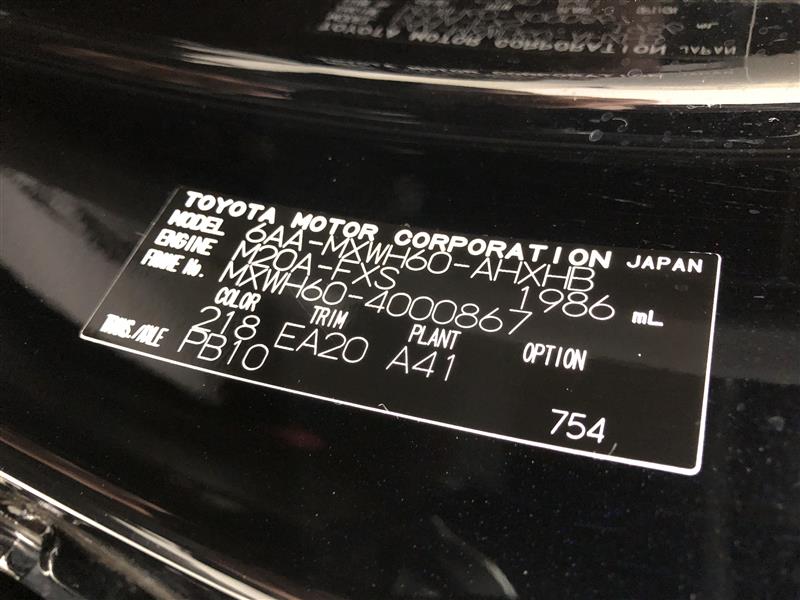 TOYOTA MOTOR CORPORATION JAPAN
MODEL 6AA-MXWH60-AHXHB
ENGINE M20A-FXS 1986 mL
FRAME No. MXWH60-4000867
COLOR TRIM PLANT OPTION
218 EA20 A41
TRANS./AXLE PB10
754